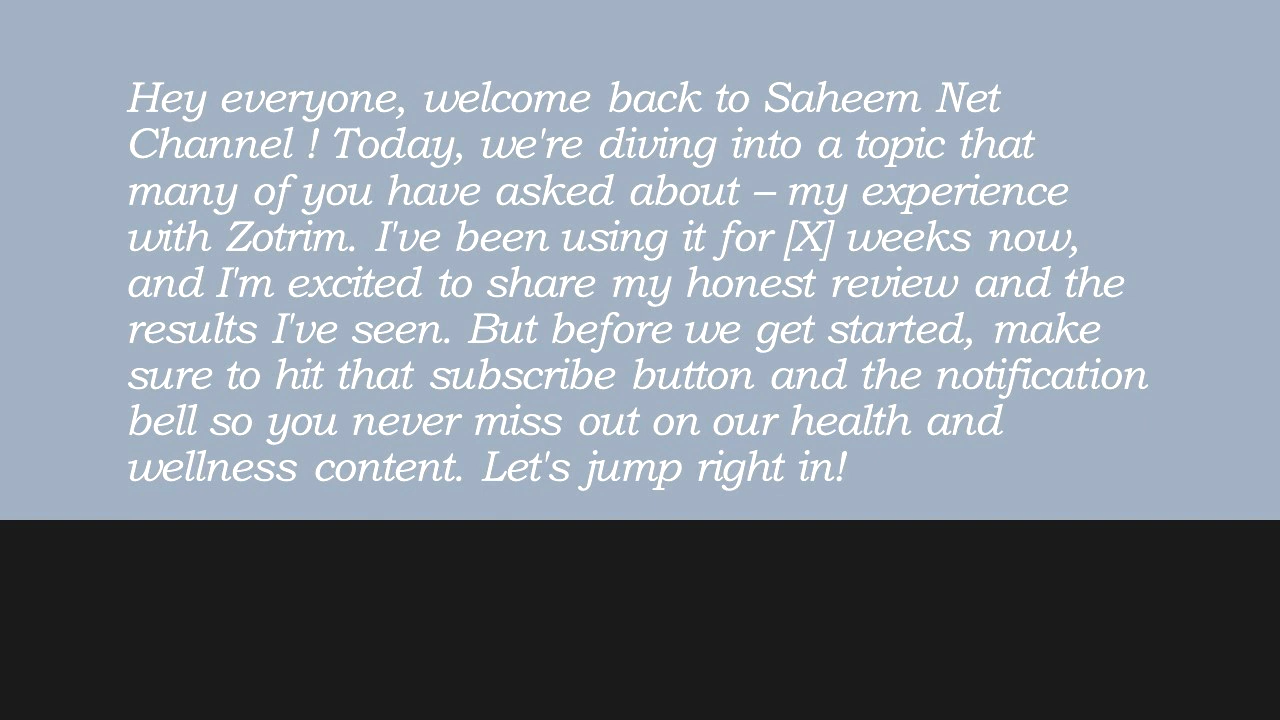 Hey everyone, welcome back to Saheem Net
Channel ! Today, we're diving into a topic that
many of you have asked about – my experience
with Zotrim. I've been using it for [X] weeks now,
and I'm excited to share my honest review and the
results I've seen. But before we get started, make
sure to hit that subscribe button and the notification
bell so you never miss out on our health and
wellness content. Let's jump right in!